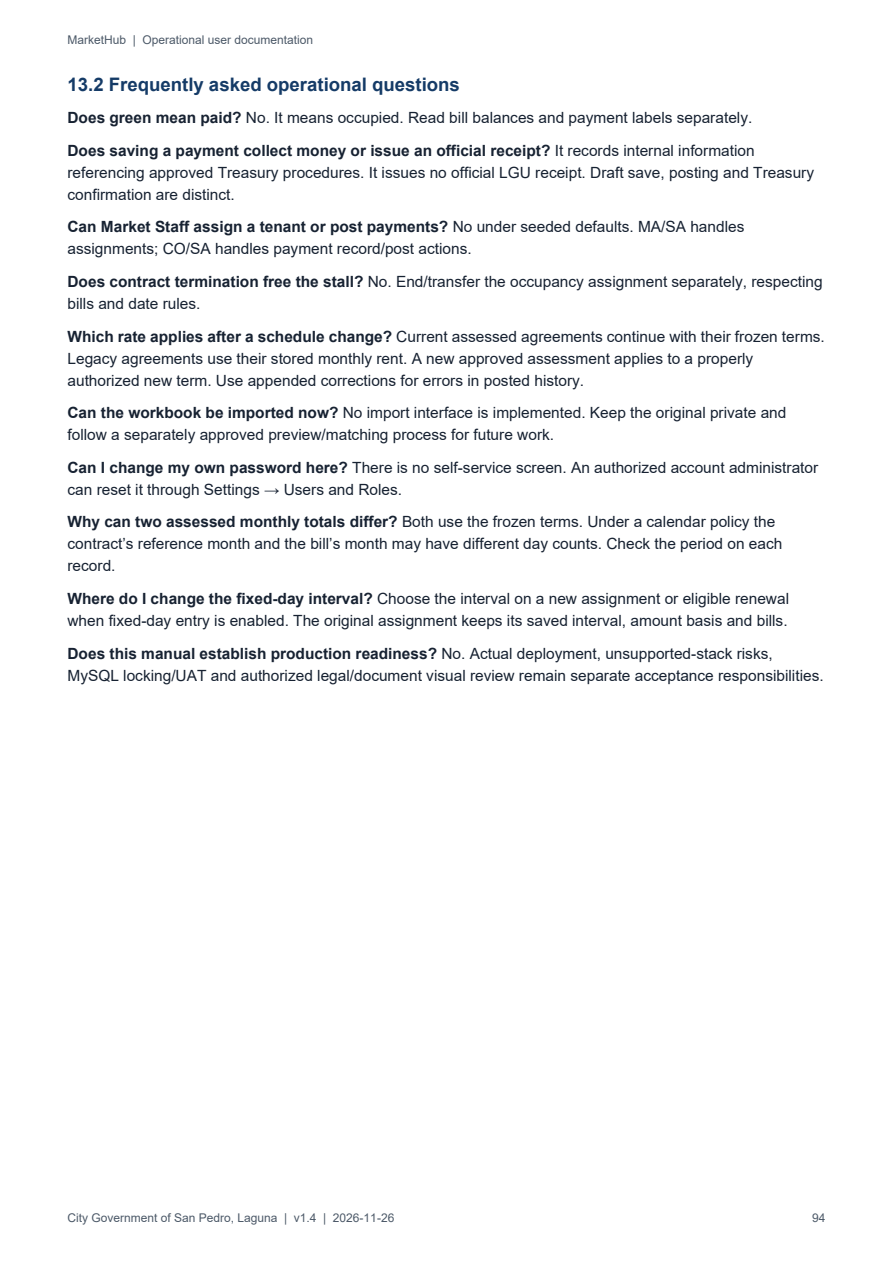 MarketHub | Operational user documentation
13.2 Frequently asked operational questions
Does green mean paid? No. It means occupied. Read bill balances and payment labels separately.
Does saving a payment collect money or issue an official receipt? It records internal information
referencing approved Treasury procedures. It issues no official LGU receipt. Draft save, posting and Treasury
confirmation are distinct.
Can Market Staff assign a tenant or post payments? No under seeded defaults. MA/SA handles
assignments; CO/SA handles payment record/post actions.
Does contract termination free the stall? No. End/transfer the occupancy assignment separately, respecting
bills and date rules.
Which rate applies after a schedule change? Current assessed agreements continue with their frozen terms.
Legacy agreements use their stored monthly rent. A new approved assessment applies to a properly
authorized new term. Use appended corrections for errors in posted history.
Can the workbook be imported now? No import interface is implemented. Keep the original private and
follow a separately approved preview/matching process for future work.
Can I change my own password here? There is no self-service screen. An authorized account administrator
can reset it through Settings → Users and Roles.
Why can two assessed monthly totals differ? Both use the frozen terms. Under a calendar policy the
contract’s reference month and the bill’s month may have different day counts. Check the period on each
record.
Where do I change the fixed-day interval? Choose the interval on a new assignment or eligible renewal
when fixed-day entry is enabled. The original assignment keeps its saved interval, amount basis and bills.
Does this manual establish production readiness? No. Actual deployment, unsupported-stack risks,
MySQL locking/UAT and authorized legal/document visual review remain separate acceptance responsibilities.
City Government of San Pedro, Laguna | v1.4 | 2026-11-26
94